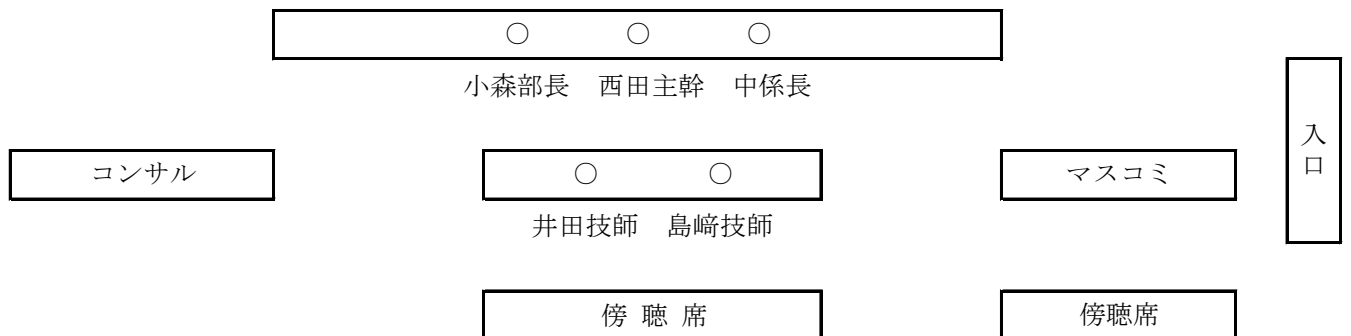 ○ ○ ○
小森部長 西田主幹 中係長
入口
コンサル ○ ○ マスコミ
井田技師 島﨑技師
傍 聴 席 傍聴席